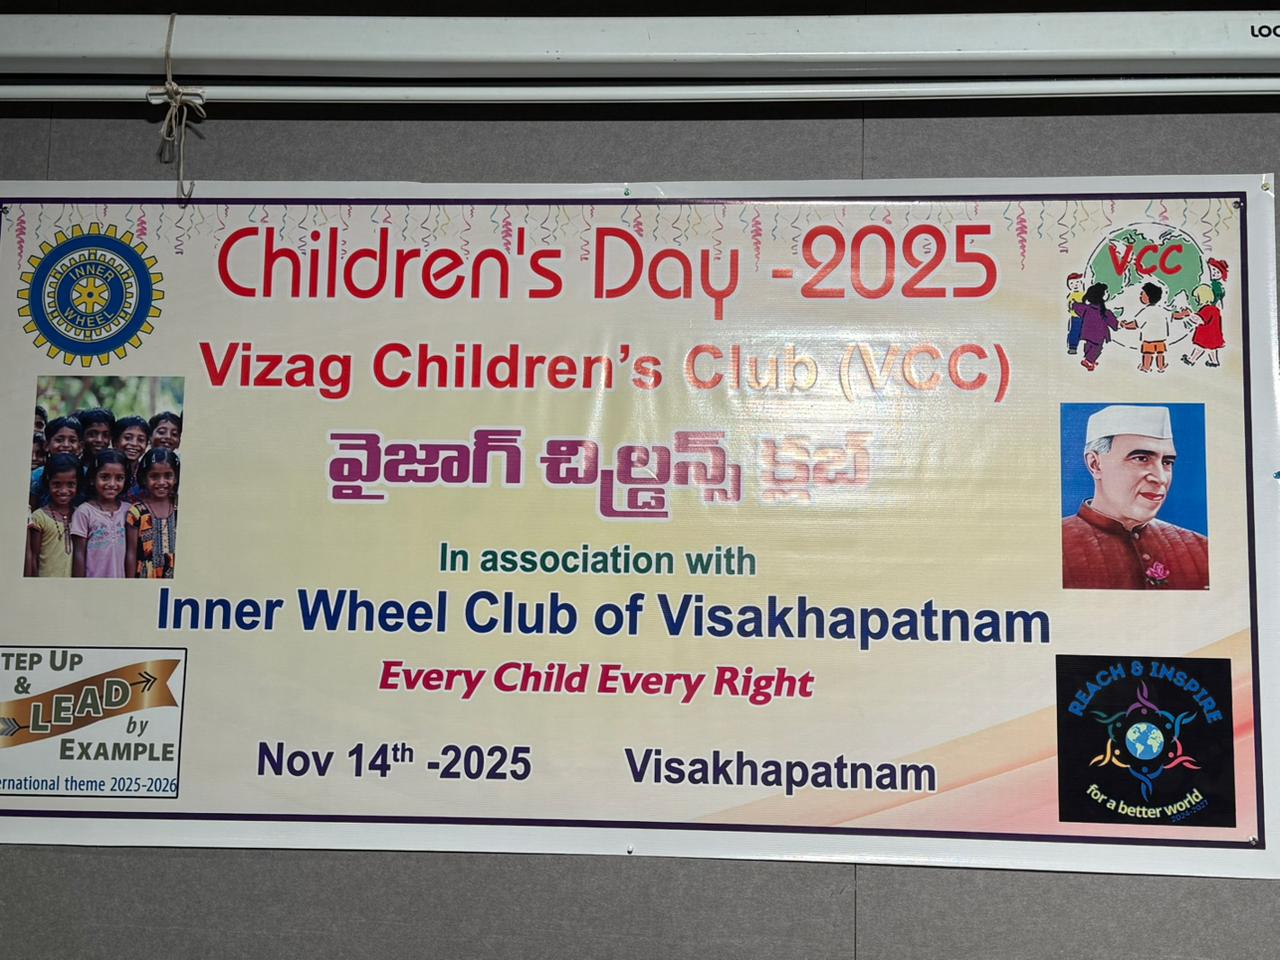 LOG
Children's Day -2025
INNER
WHEEL
VCC
Vizag Children's Club (VCC)
వైజాగ్ చిల్డ్రన్స్ క్లబ్
In association with
Inner Wheel Club of Visakhapatnam
Every Child Every Right
Nov 14th -2025 Visakhapatnam
TEP UP
&
LEAD
by
EXAMPLE
ernational theme 2025-2026
REACH & INSPIRE
for a better world
2024-2027